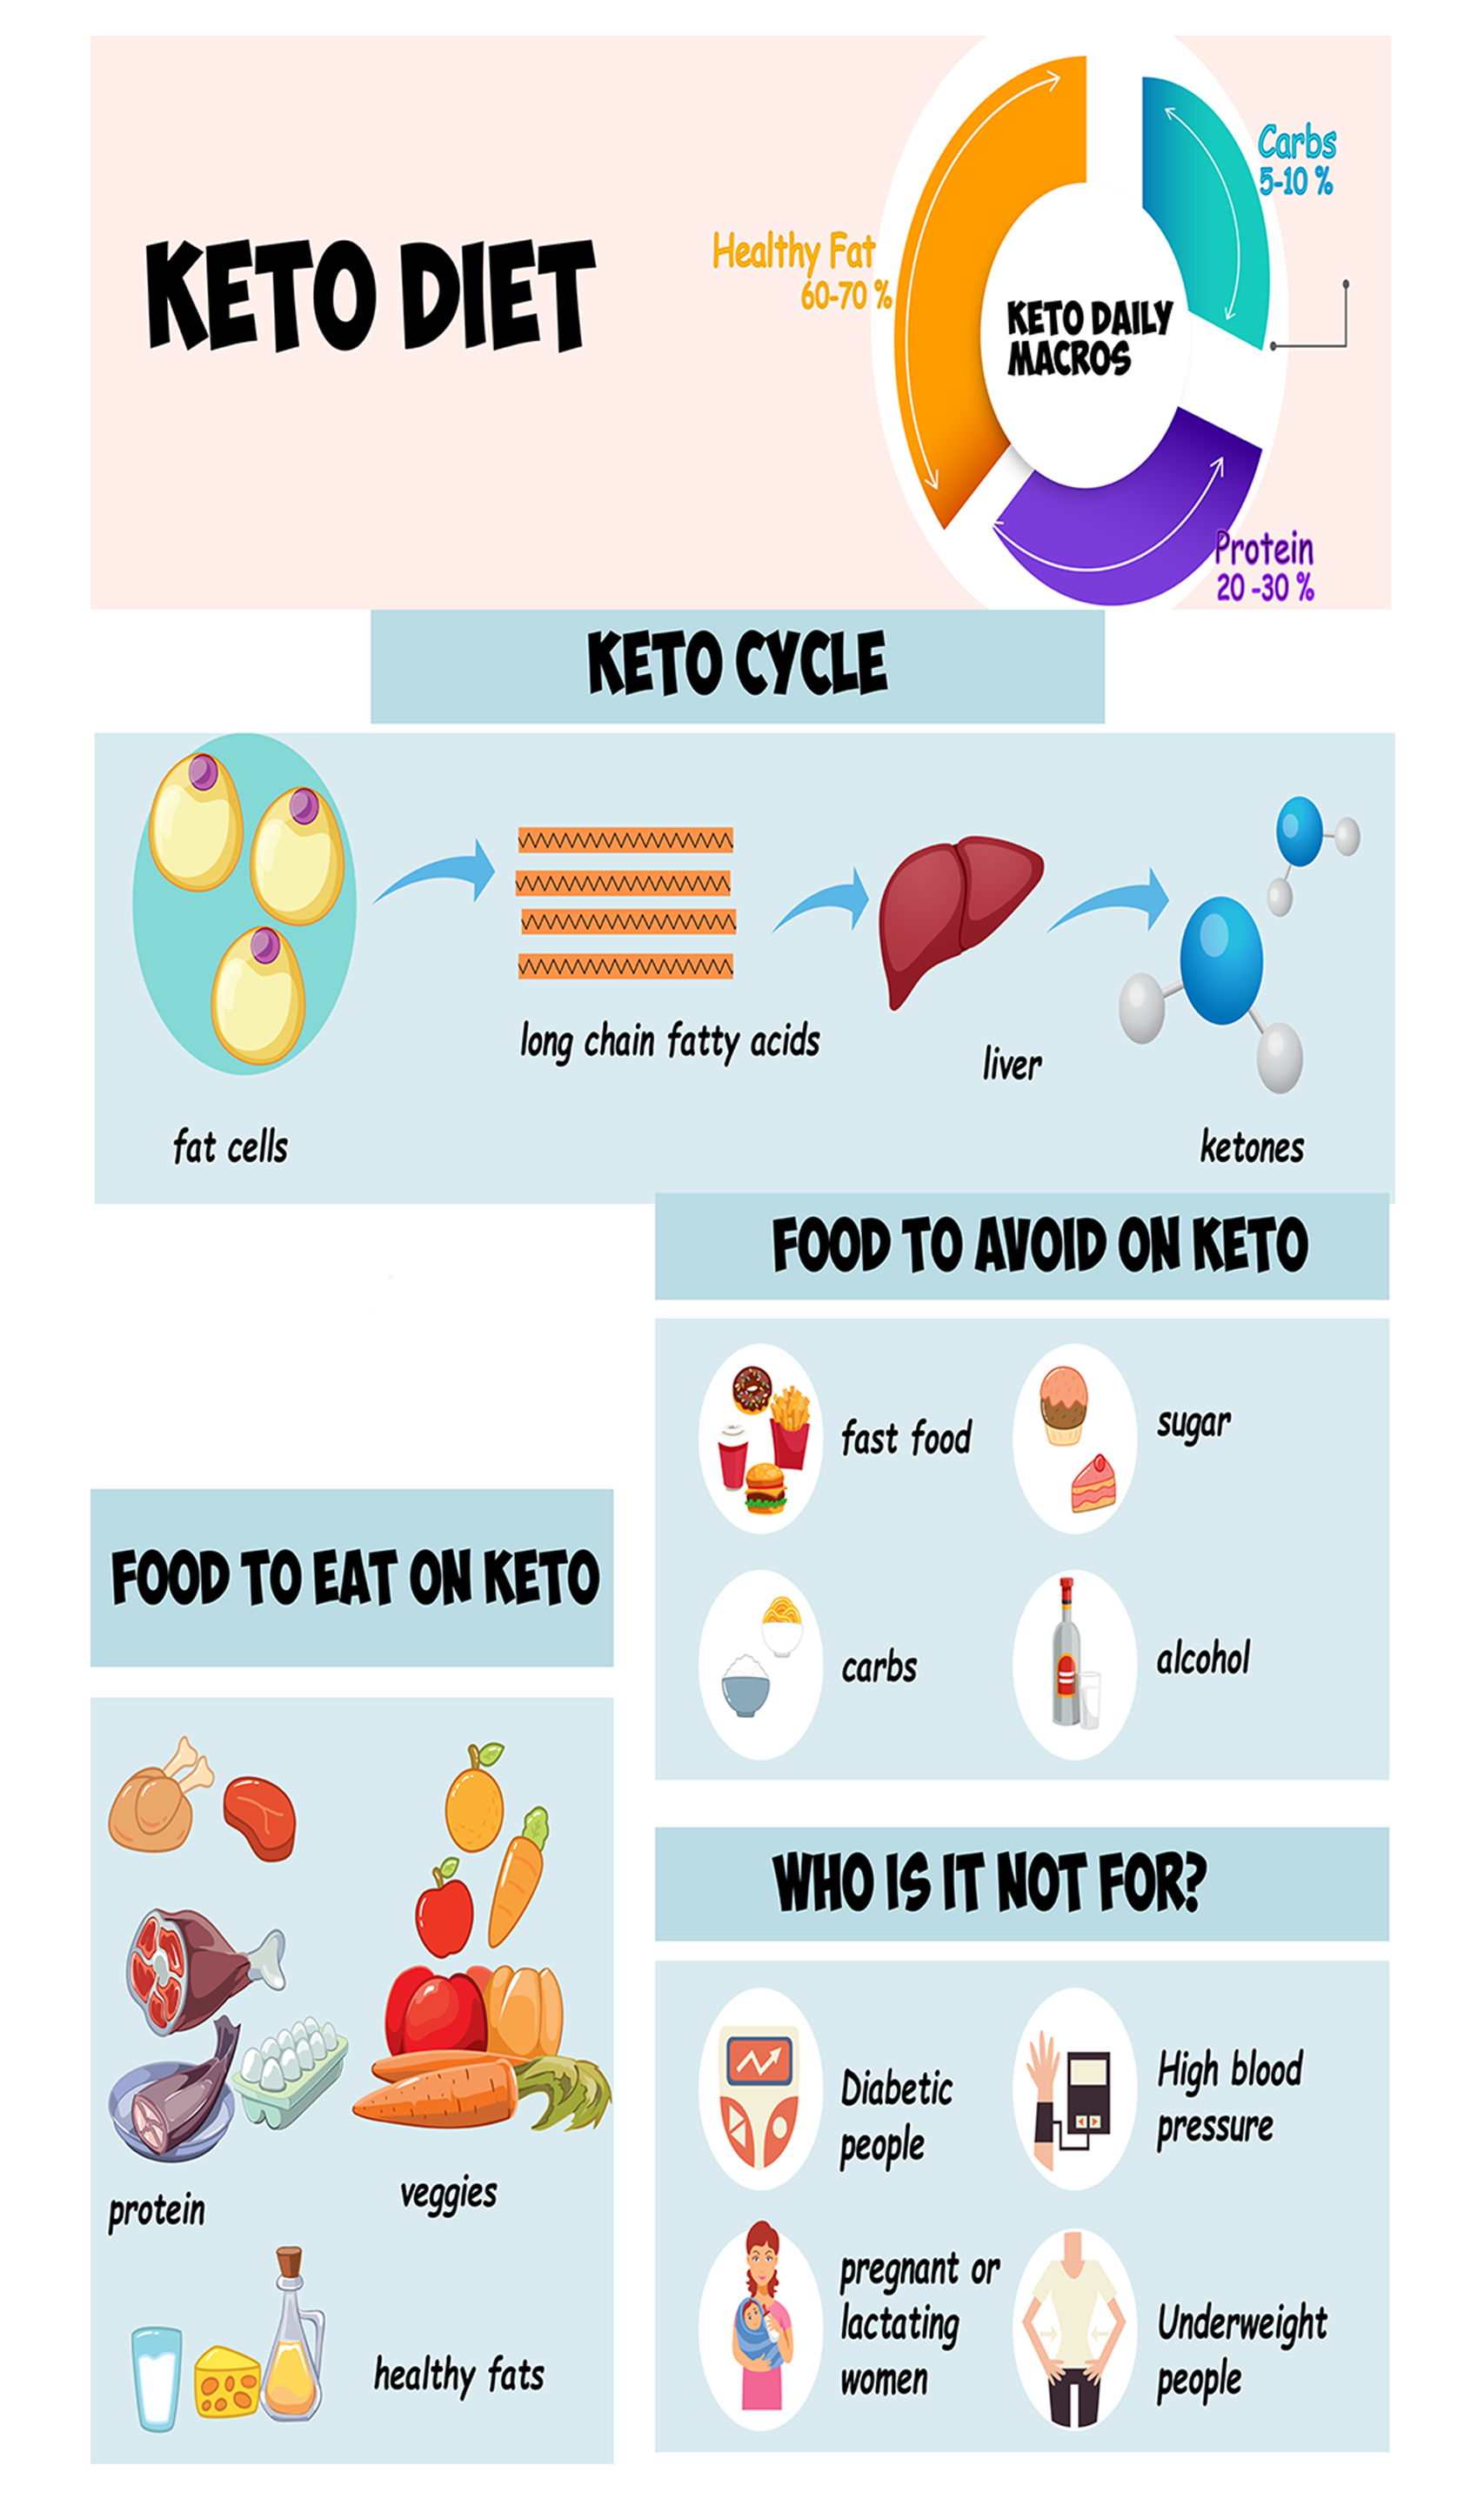 KETO DIET
Healthy Fat
60-70 %
Carbs
5-10 %
KETO DAILY
MACROS
Protein
20 -30 %
KETO CYCLE
fat cells
long chain fatty acids
liver
ketones
FOOD TO AVOID ON KETO
fast food
sugar
carbs
alcohol
FOOD TO EAT ON KETO
protein
veggies
healthy fats
WHO IS IT NOT FOR?
Diabetic
people
High blood
pressure
pregnant or
lactating
women
Underweight
people